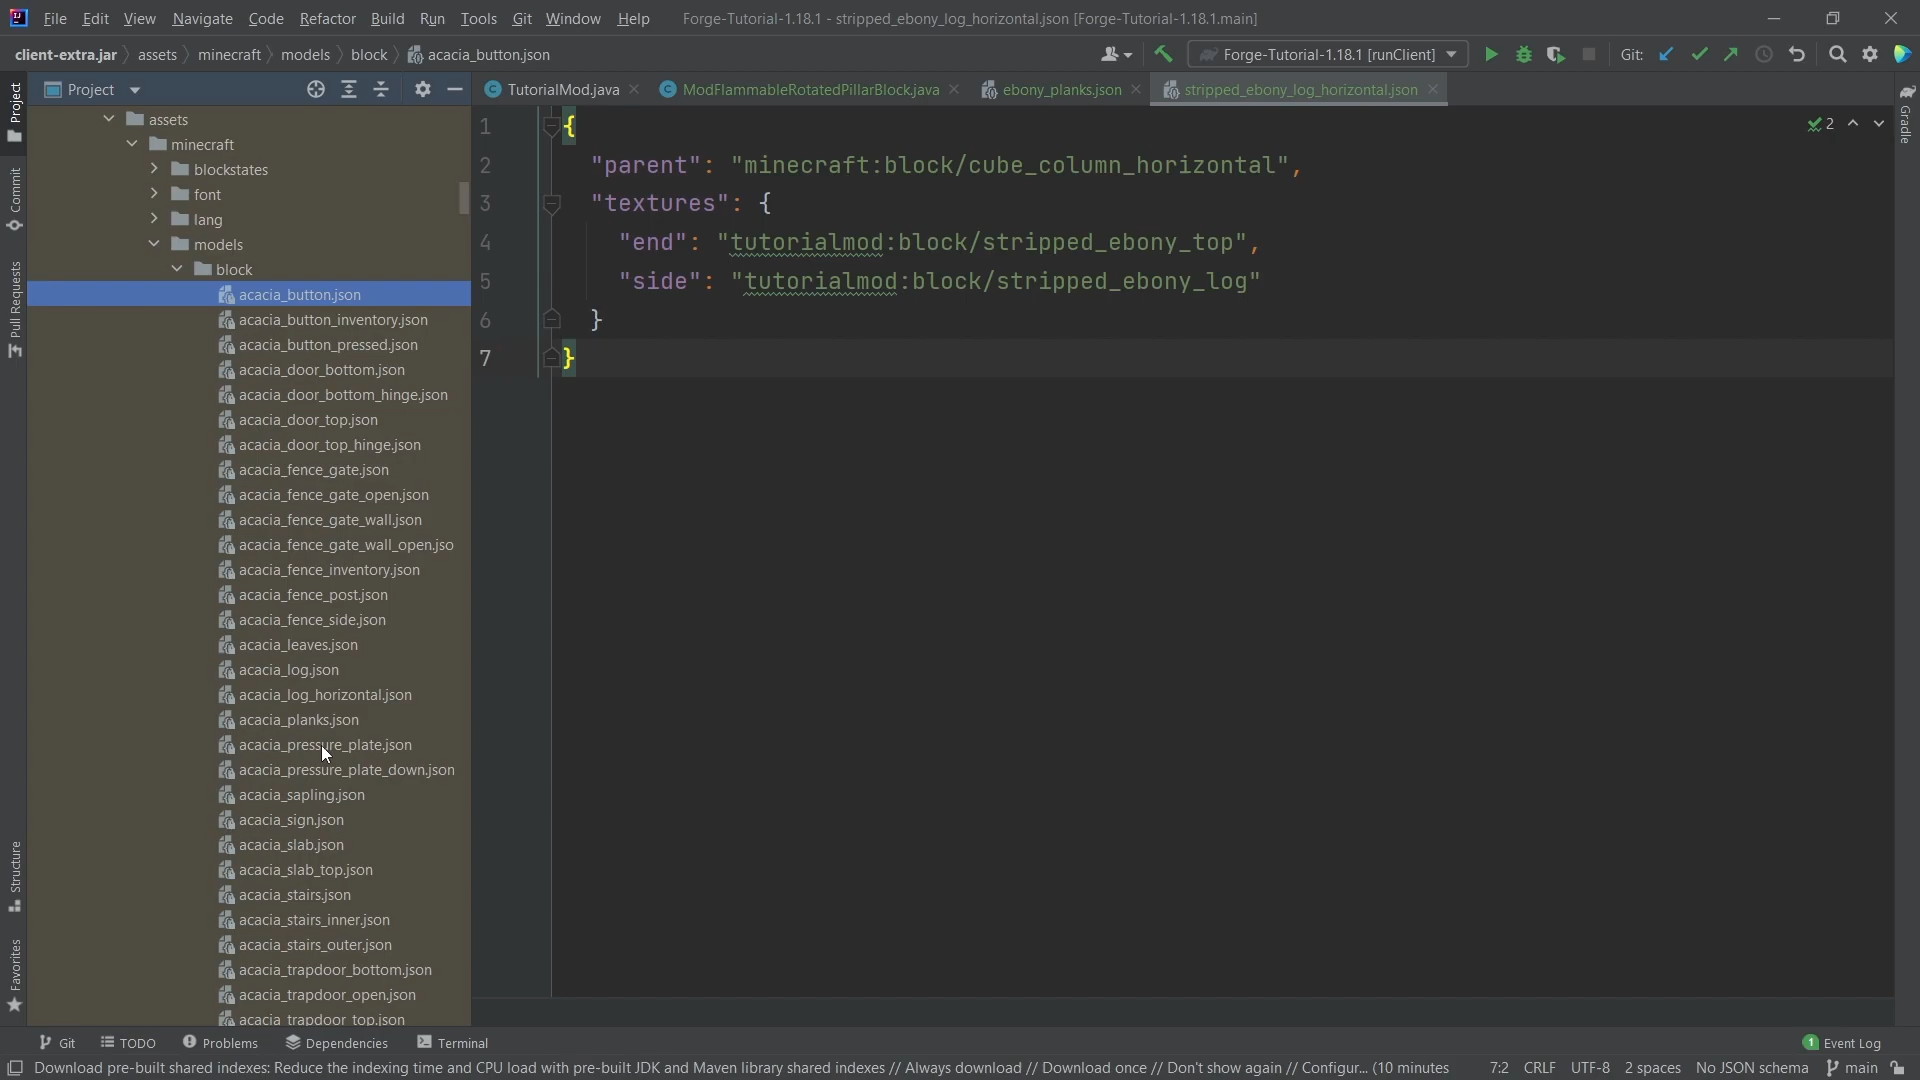 File Edit View Navigate Code Refactor Build Run Tools Git Window Help Forge-Tutorial-1.18.1 - stripped_ebony_log_horizontal.json [Forge-Tutorial-1.18.1.main]
client-extra.jar assets minecraft models block acacia_button.json Forge-Tutorial-1.18.1 [runClient] Git:
Project
TutorialMod.java ModFlammableRotatedPillarBlock.java ebony_planks.json stripped_ebony_log_horizontal.json
Project
Commit
Pull Requests
Structure
Favorites
Gradle
assets
minecraft
blockstates
font
lang
models
block
acacia_button.json
acacia_button_inventory.json
acacia_button_pressed.json
acacia_door_bottom.json
acacia_door_bottom_hinge.json
acacia_door_top.json
acacia_door_top_hinge.json
acacia_fence_gate.json
acacia_fence_gate_open.json
acacia_fence_gate_wall.json
acacia_fence_gate_wall_open.jso
acacia_fence_inventory.json
acacia_fence_post.json
acacia_fence_side.json
acacia_leaves.json
acacia_log.json
acacia_log_horizontal.json
acacia_planks.json
acacia_pressure_plate.json
acacia_pressure_plate_down.json
acacia_sapling.json
acacia_sign.json
acacia_slab.json
acacia_slab_top.json
acacia_stairs.json
acacia_stairs_inner.json
acacia_stairs_outer.json
acacia_trapdoor_bottom.json
acacia_trapdoor_open.json
acacia_trapdoor_top.json
1 {
2 "parent": "minecraft:block/cube_column_horizontal",
3 "textures": {
4 "end": "tutorialmod:block/stripped_ebony_top",
5 "side": "tutorialmod:block/stripped_ebony_log"
6 }
7 }
2
Git TODO Problems Dependencies Terminal 1 Event Log
Download pre-built shared indexes: Reduce the indexing time and CPU load with pre-built JDK and Maven library shared indexes // Always download // Download once // Don't show again // Configur... (10 minutes 7:2 CRLF UTF-8 2 spaces No JSON schema main